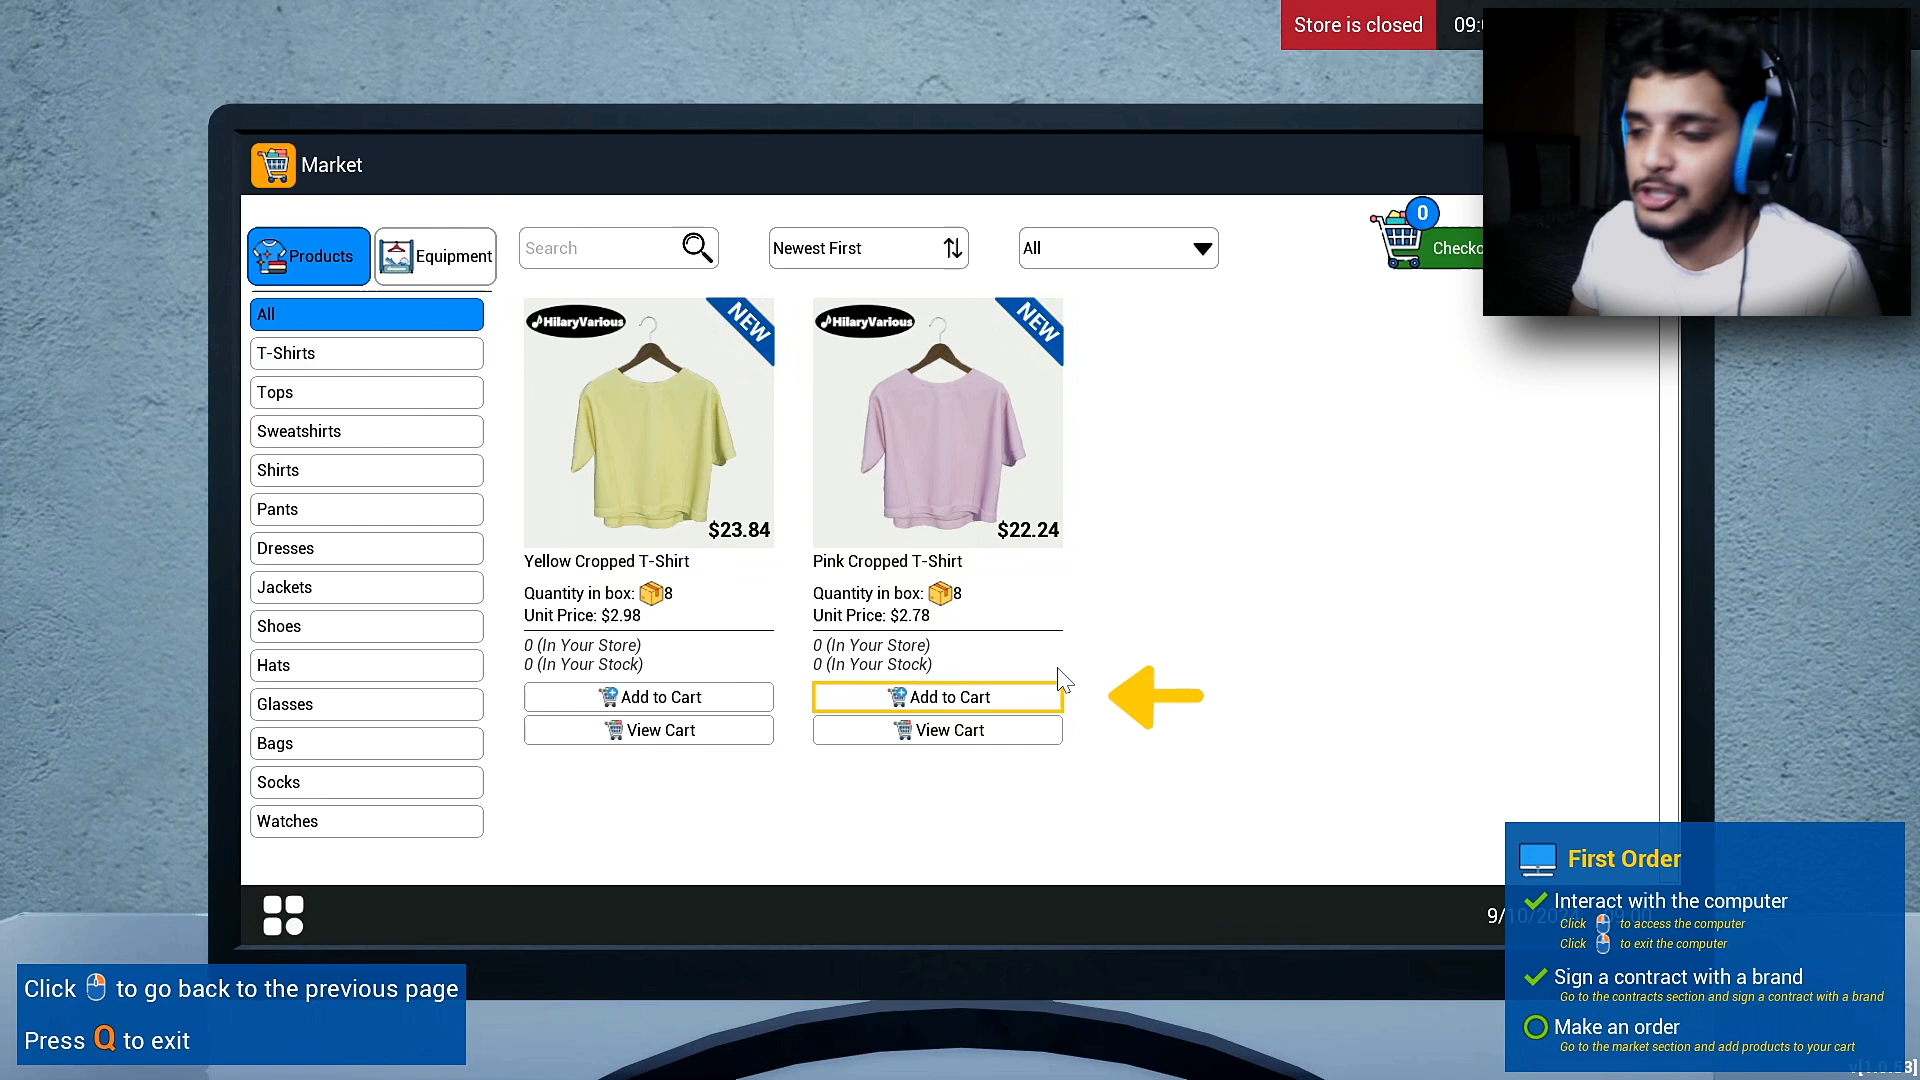 Store is closed
Market
Products
Equipment
Search
Newest First
All
0
All
T-Shirts
Tops
Sweatshirts
Shirts
Pants
Dresses
Jackets
Shoes
Hats
Glasses
Bags
Socks
Watches
HilaryVarious
NEW
$23.84
Yellow Cropped T-Shirt
Quantity in box: 8
Unit Price: $2.98
0 (In Your Store)
0 (In Your Stock)
Add to Cart
View Cart
HilaryVarious
NEW
$22.24
Pink Cropped T-Shirt
Quantity in box: 8
Unit Price: $2.78
0 (In Your Store)
0 (In Your Stock)
Add to Cart
View Cart
First Order
Interact with the computer
Click to access the computer
Click to exit the computer
Sign a contract with a brand
Go to the contracts section and sign a contract with a brand
Make an order
Go to the market section and add products to your cart
Click to go back to the previous page
Press Q to exit